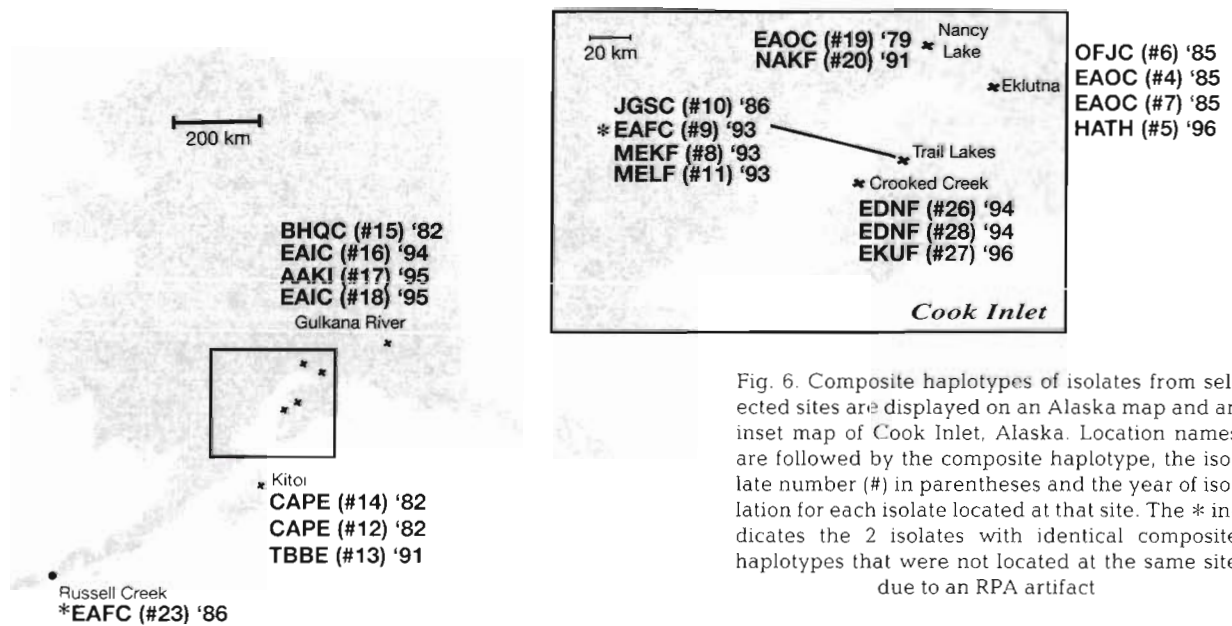 200 km
BHQC (#15) ‘82
EAIC (#16) ‘94
AAKI (#17) ‘95
EAIC (#18) ‘95
Gulkana River
Kitoi
CAPE (#14) ‘82
CAPE (#12) ‘82
TBBE (#13) ‘91
Russell Creek
*EAFC (#23) ‘86
20 km
EAOC (#19) ‘79
NAKF (#20) ‘91
Nancy
Lake
Eklutna
OFJC (#6) ‘85
EAOC (#4) ‘85
EAOC (#7) ‘85
HATH (#5) ‘96
JGSC (#10) ‘86
*EAFC (#9) ‘93
MEKF (#8) ‘93
MELF (#11) ‘93
Trail Lakes
Crooked Creek
EDNF (#26) ‘94
EDNF (#28) ‘94
EKUF (#27) ‘96
Cook Inlet
Fig. 6. Composite haplotypes of isolates from sel-
ected sites are displayed on an Alaska map and an
inset map of Cook Inlet, Alaska. Location names
are followed by the composite haplotype, the iso-
late number (#) in parentheses and the year of iso-
lation for each isolate located at that site. The * in-
dicates the 2 isolates with identical composite
haplotypes that were not located at the same site
due to an RPA artifact